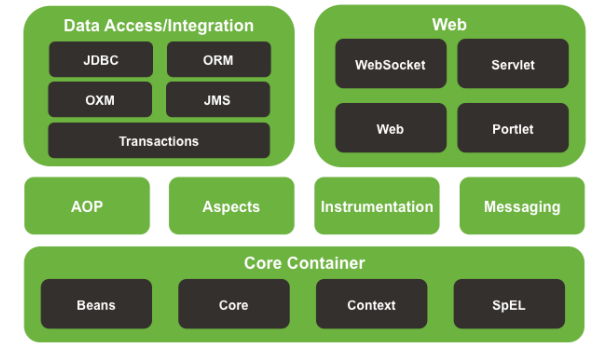 Data Access/Integration
JDBC
ORM
OXM
JMS
Transactions
Web
WebSocket
Servlet
Web
Portlet
AOP
Aspects
Instrumentation
Messaging
Core Container
Beans
Core
Context
SpEL